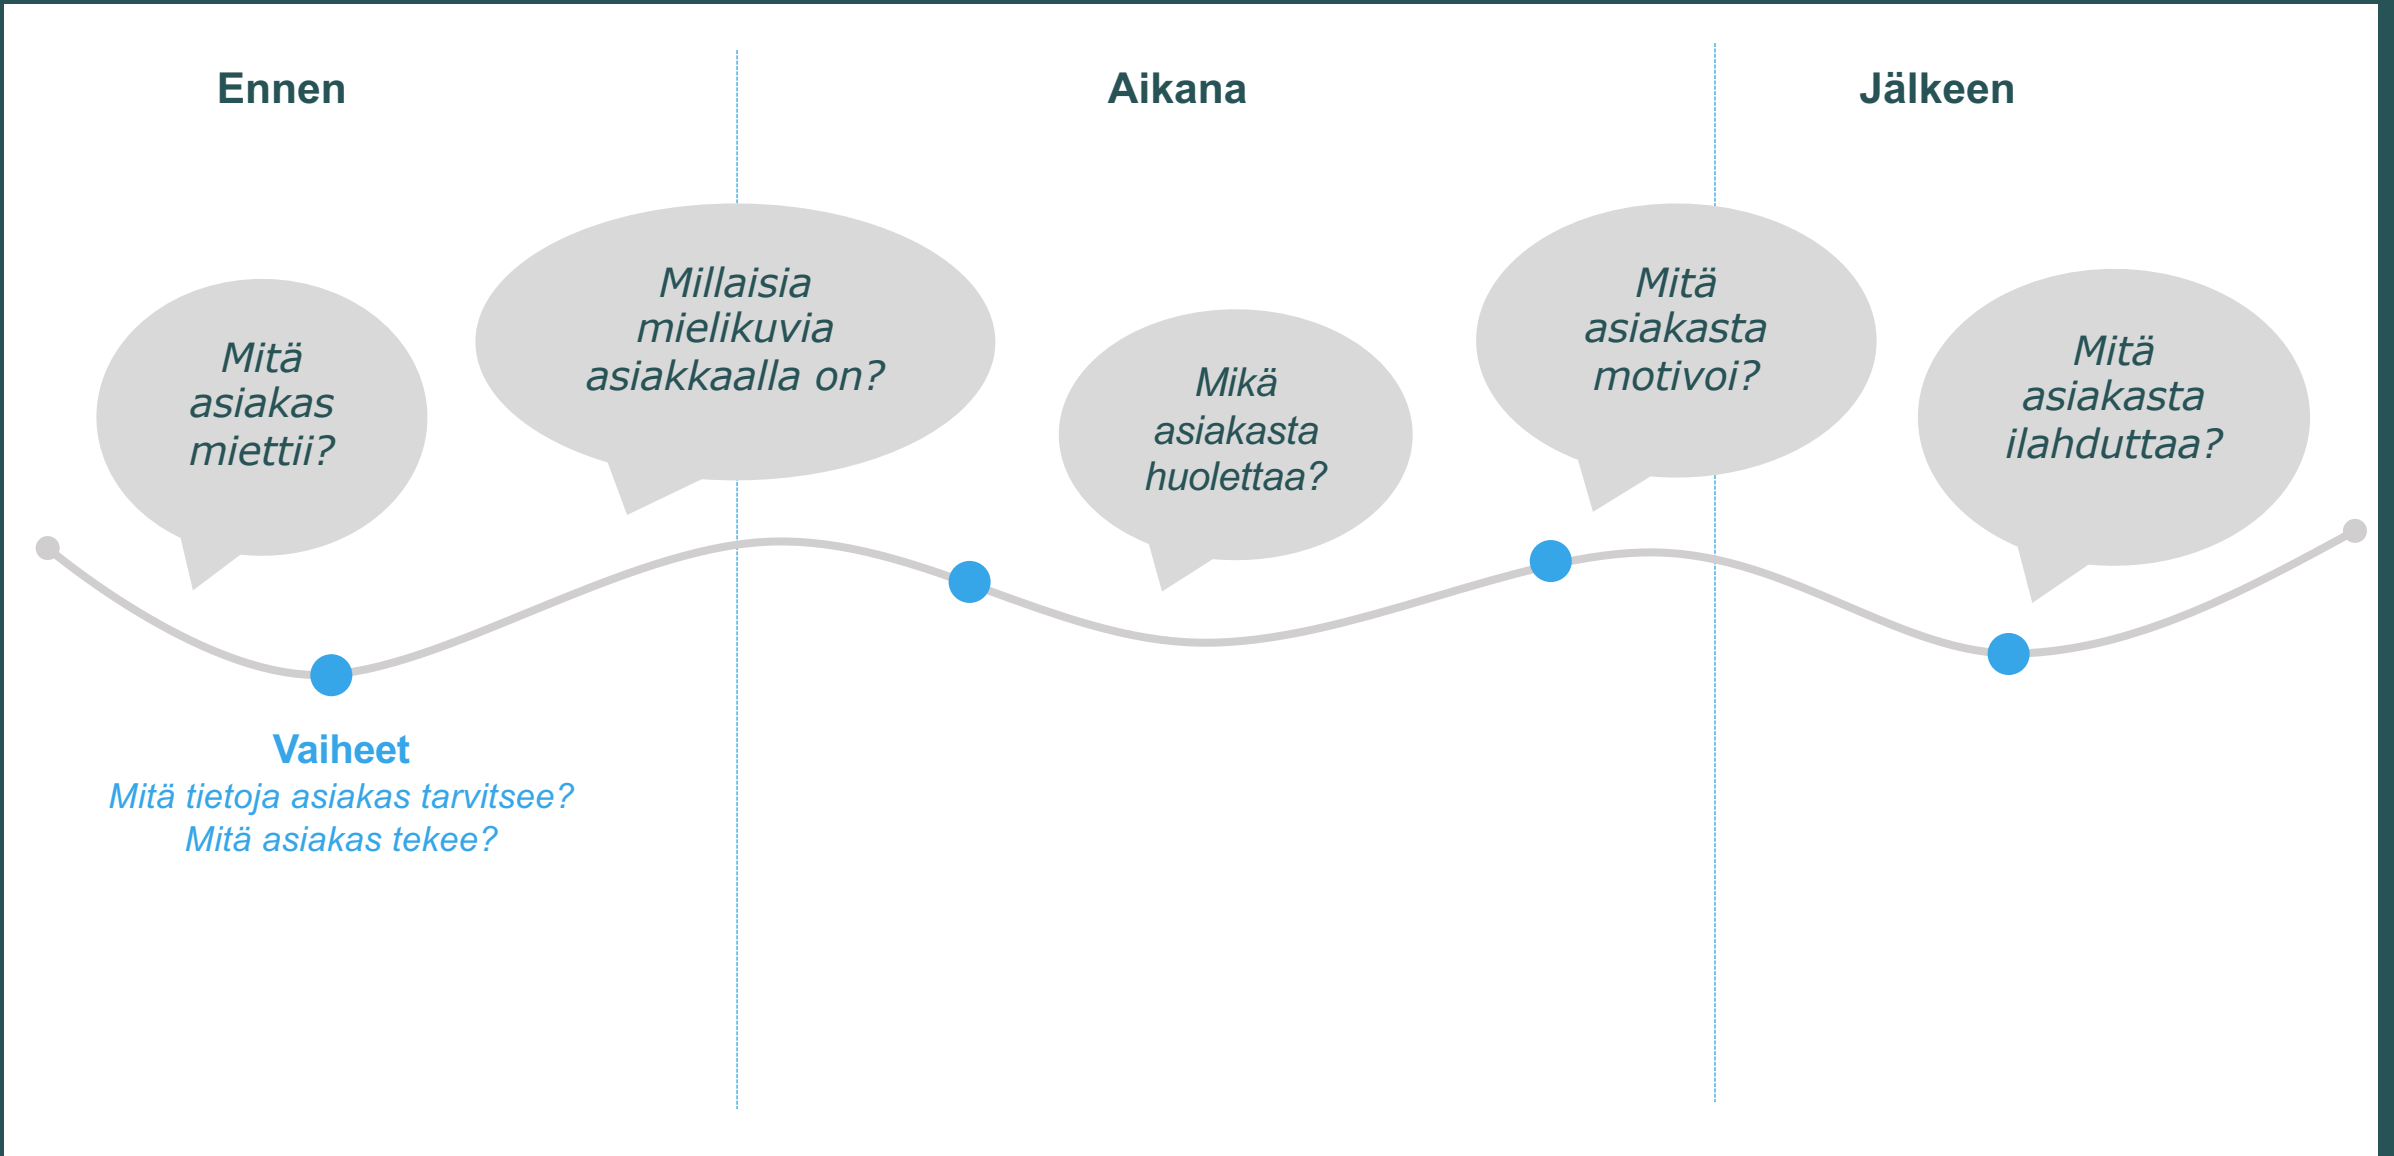 Ennen
Aikana
Jälkeen
Mitä
asiakas
miettii?
Millaisia
mielikuvia
asiakkaalla on?
Mikä
asiakasta
huolettaa?
Mitä
asiakasta
motivoi?
Mitä
asiakasta
ilahduttaa?
Vaiheet
Mitä tietoja asiakas tarvitsee?
Mitä asiakas tekee?